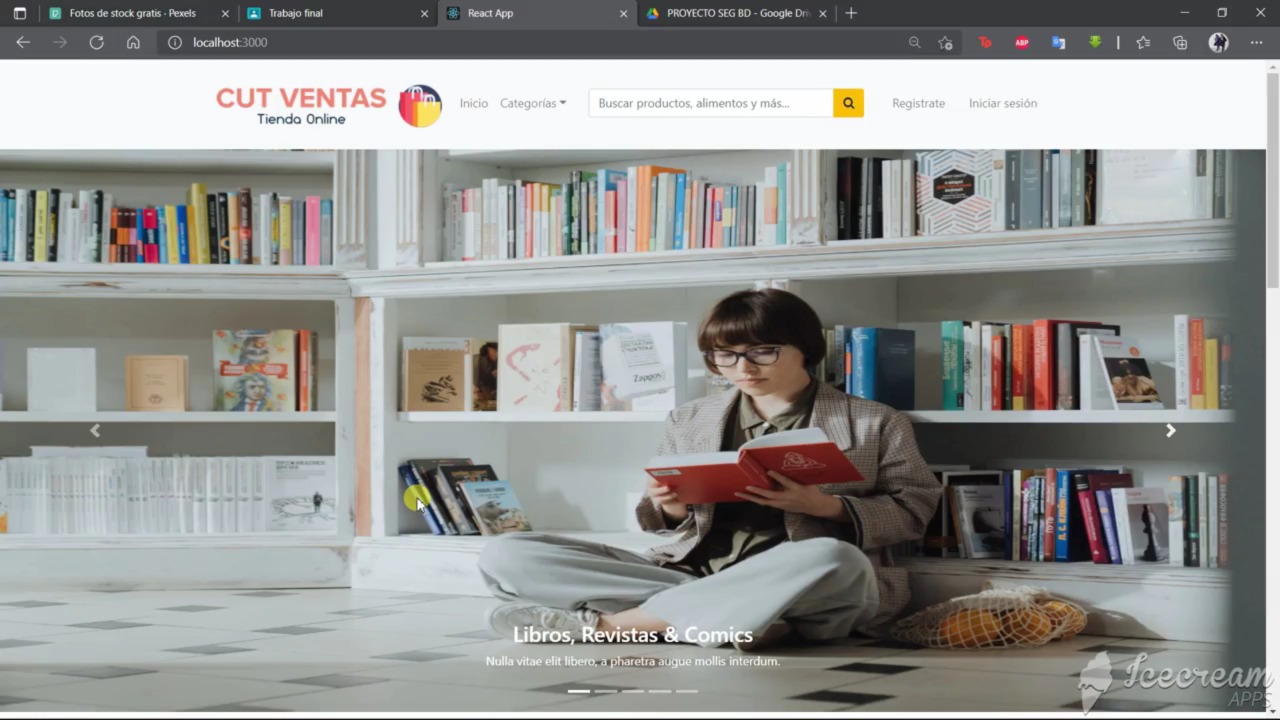 Fotos de stock gratis · Pexels
Trabajo final
React App
PROYECTO SEG BD - Google Dri
localhost:3000
ABP
CUT VENTAS
Tienda Online
Inicio
Categorías
Buscar productos, alimentos y más...
Registrate
Iniciar sesión
Zappos
Libros, Revistas & Comics
Nulla vitae elit libero, a pharetra augue mollis interdum.
Icecream
APPS